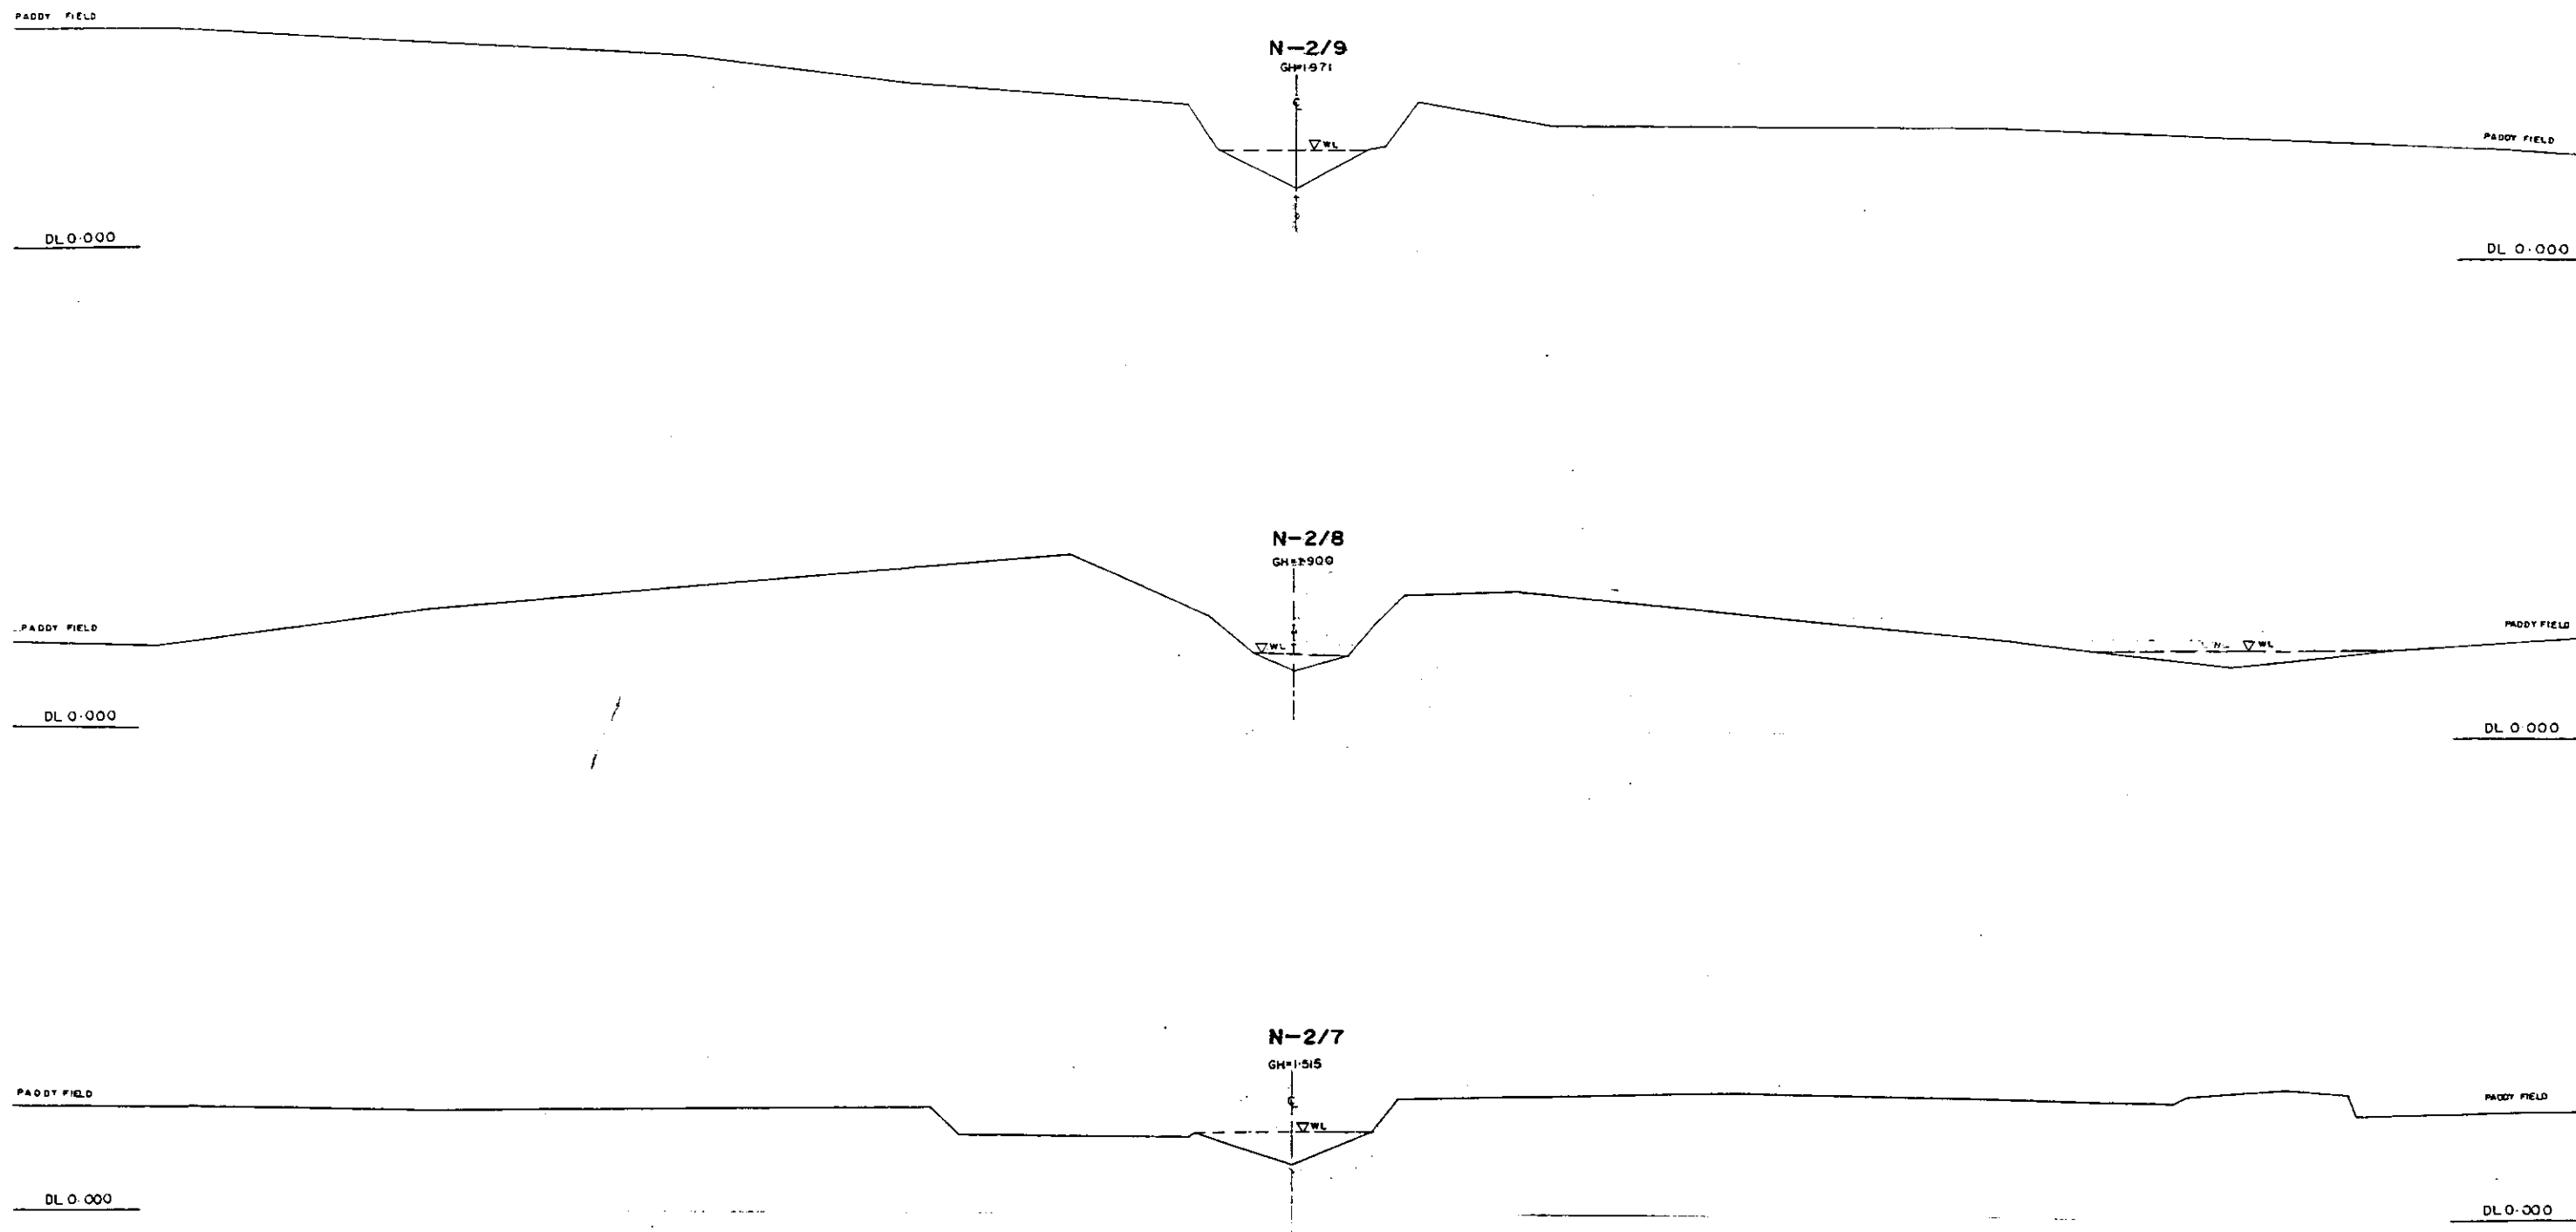 PADDY FIELD
N-2/9
GH=1·971
℄
WL
PADDY FIELD
DL 0·000
DL 0·000
N-2/8
WL
PADDY FIELD
WL
PADDY FIELD
DL 0·000
DL 0·000
N-2/7
GH=1·515
℄
PADDY FIELD
WL
PADDY FIELD
DL 0·000
DL 0·000